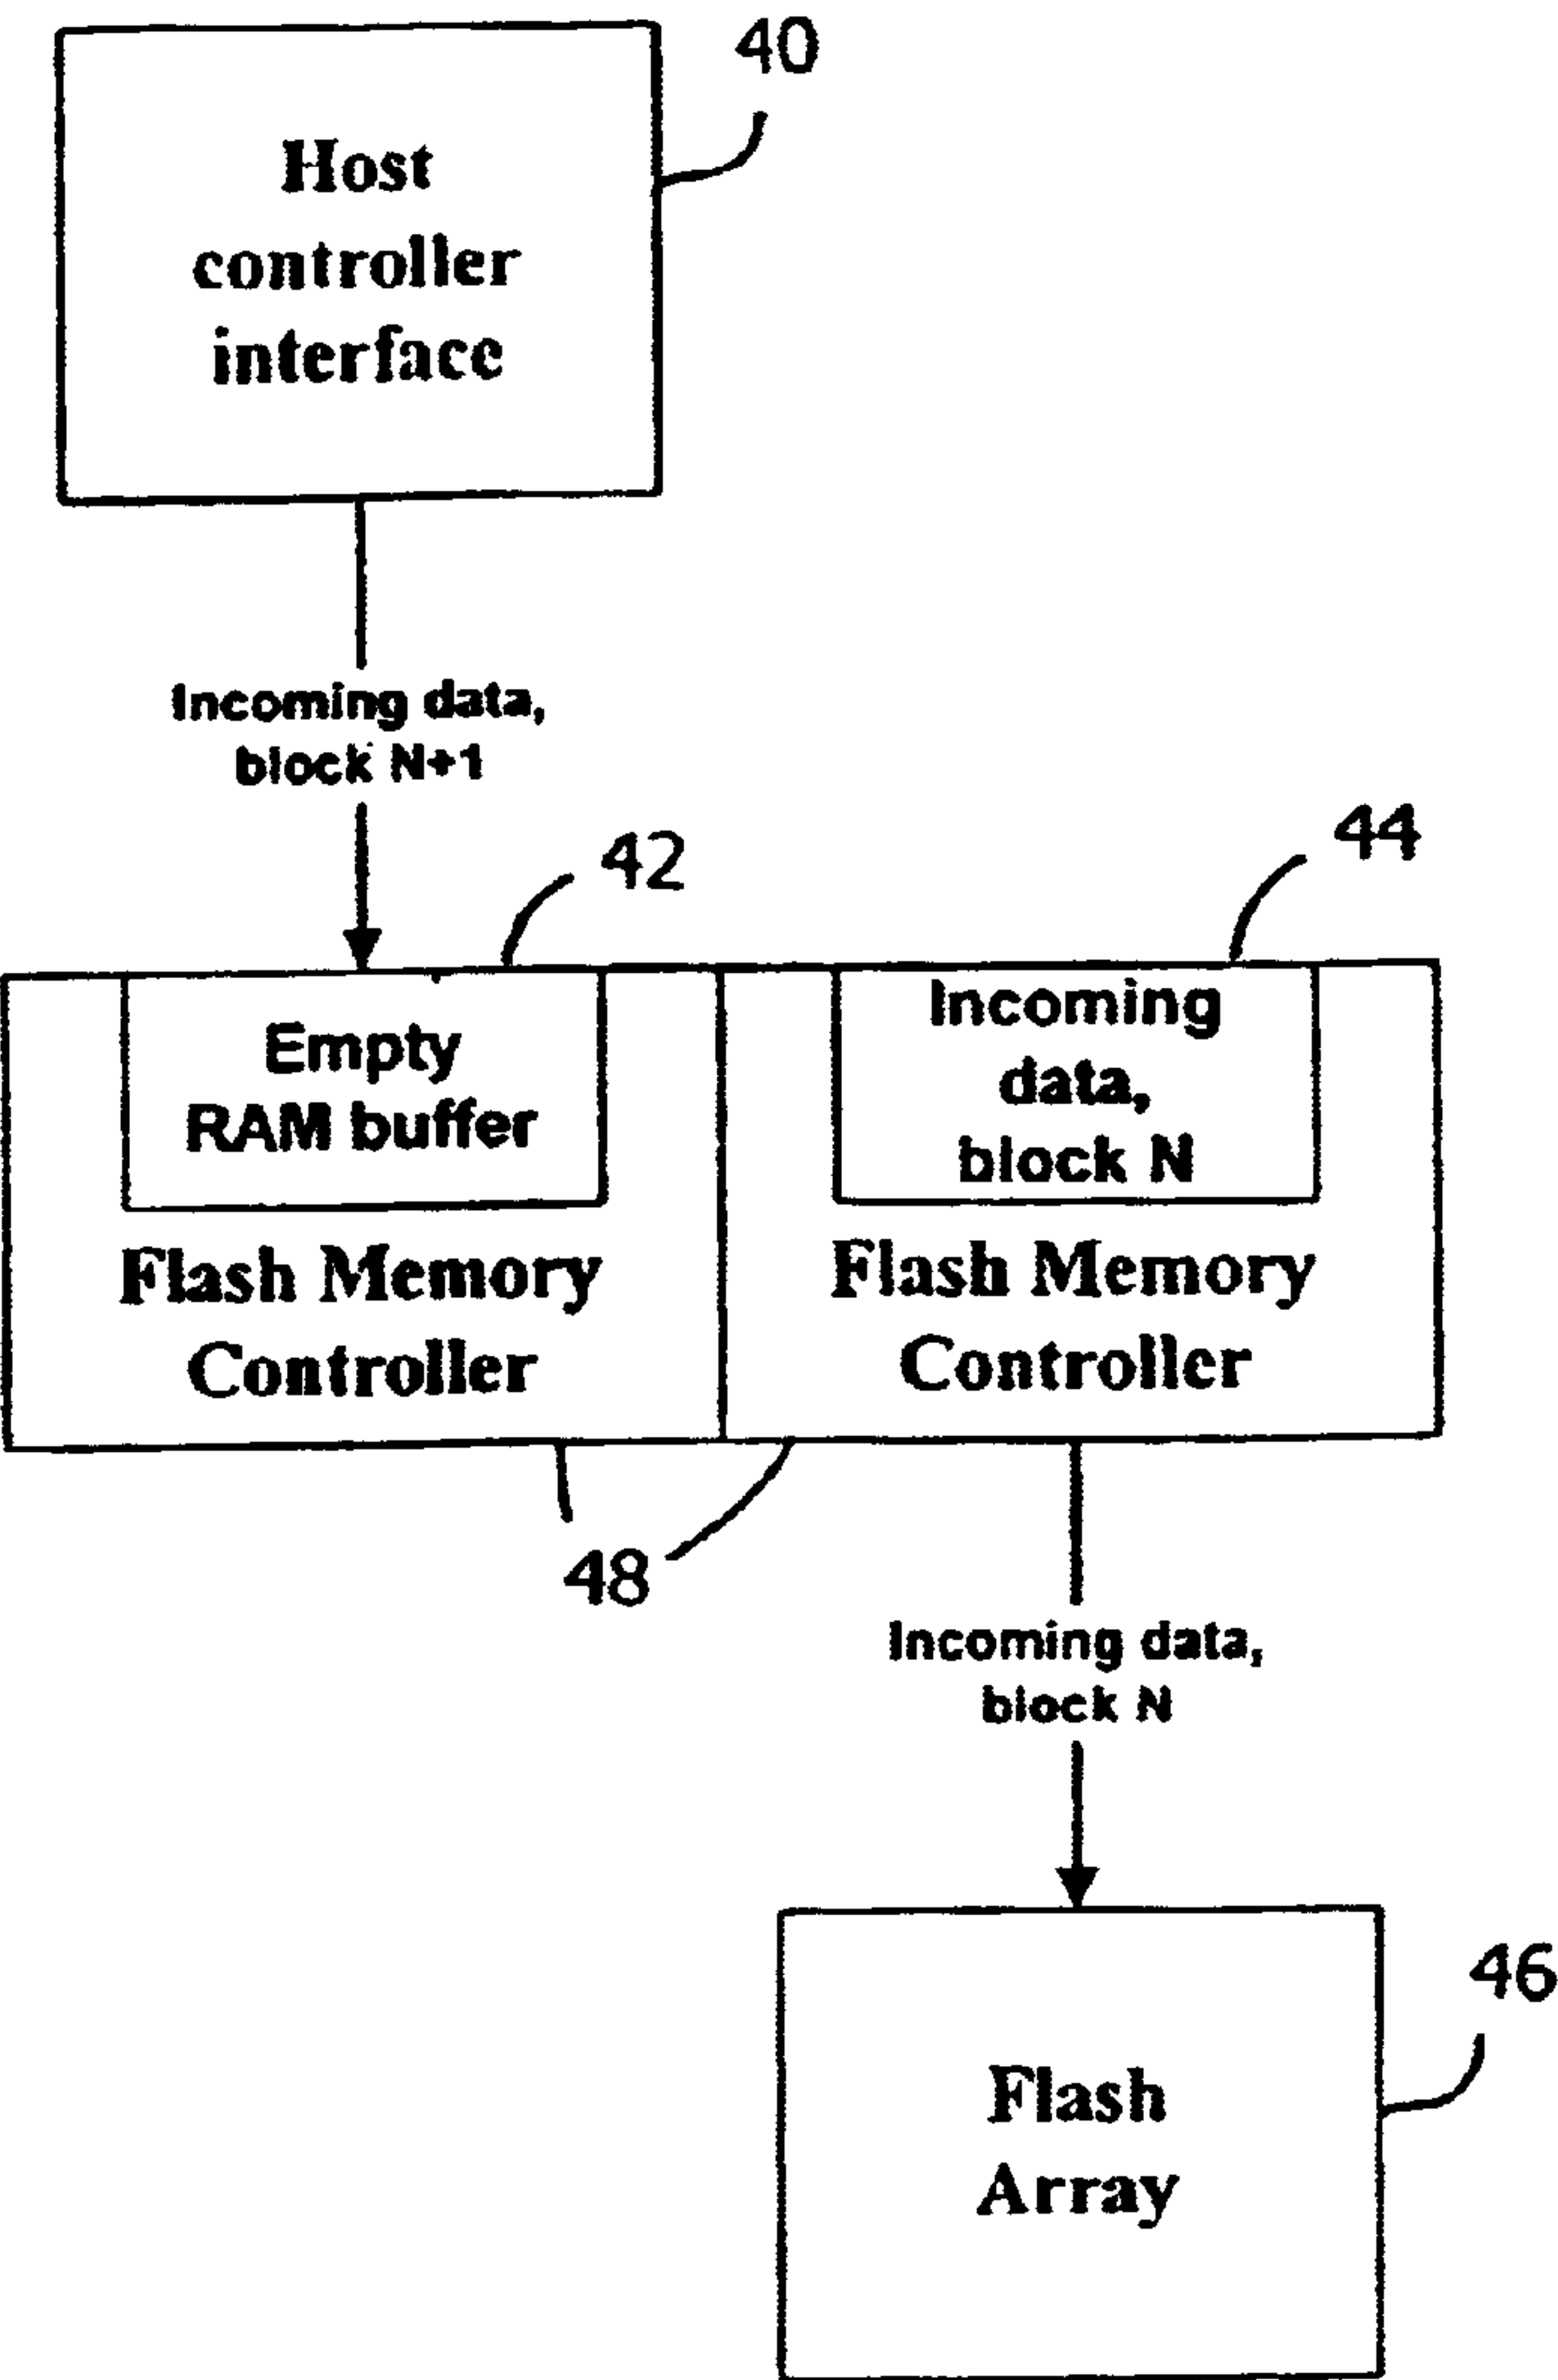 40
Host
controller
interface
Incoming data,
block N+1
42
44
Empty
RAM buffer
Incoming
data,
block N
Flash Memory
Controller
Flash Memory
Controller
48
Incoming data,
block N
46
Flash
Array